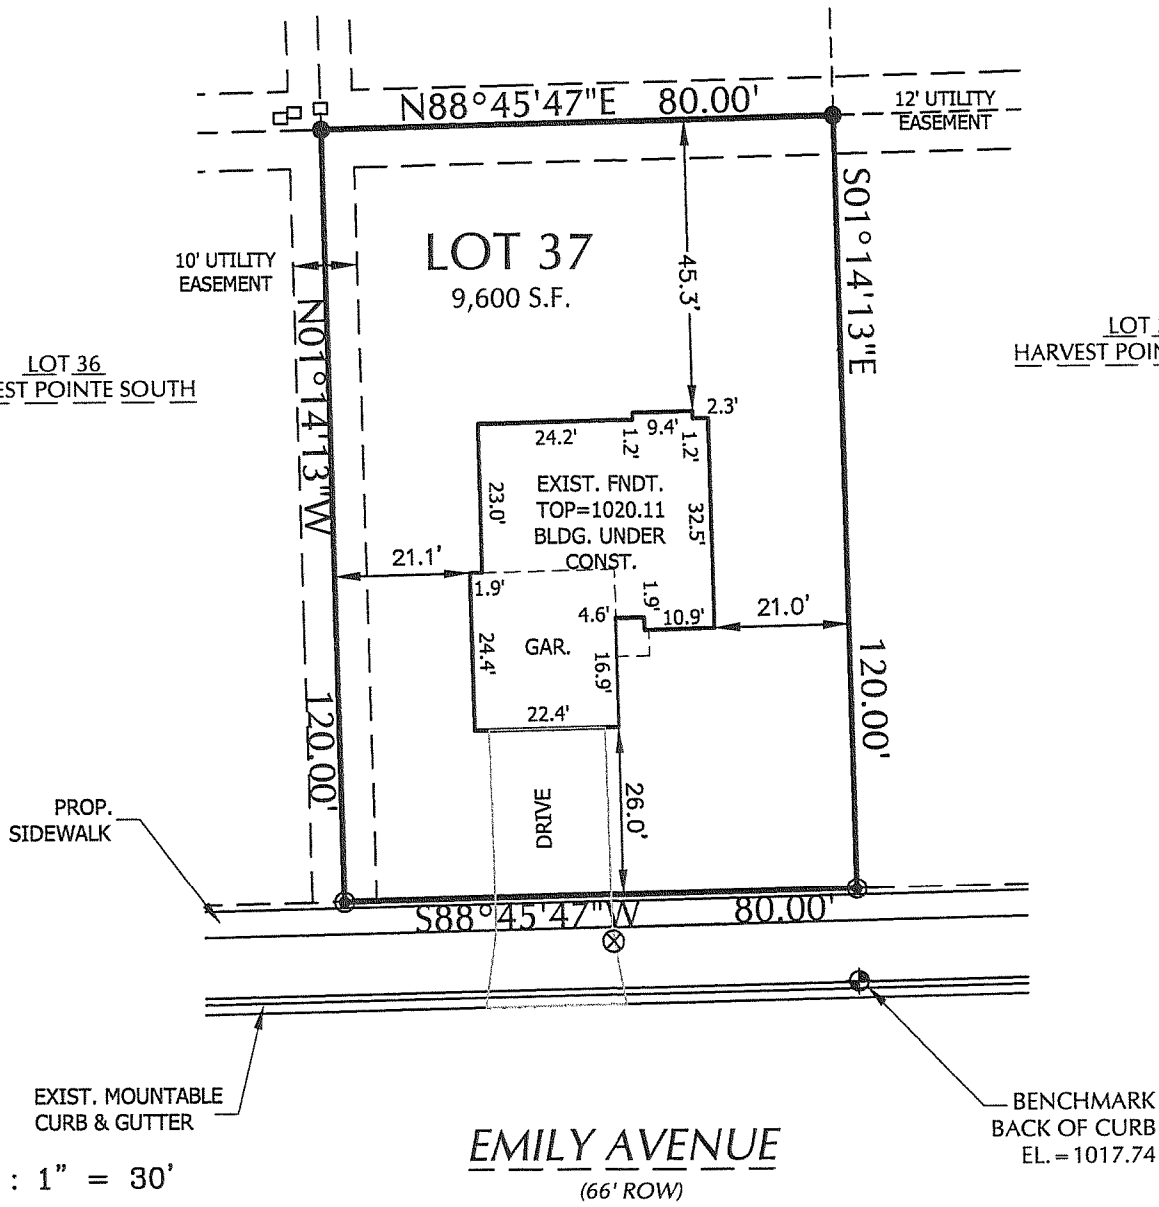 N88°45'47"E 80.00'
12' UTILITY
EASEMENT
S01°14'13"E
LOT 37
9,600 S.F.
45.3'
10' UTILITY
EASEMENT
N01°14'13"W
LOT 36
EST POINTE SOUTH
LOT
HARVEST POIN
2.3'
24.2'
1.2'
9.4'
1.2'
23.0'
EXIST. FNDT.
TOP=1020.11
BLDG. UNDER
CONST.
32.5'
21.1'
1.9'
1.9'
4.6'
10.9'
21.0'
24.4'
GAR.
16.9'
22.4'
120.00'
120.00'
DRIVE
26.0'
PROP.
SIDEWALK
S88°45'47"W 80.00'
EXIST. MOUNTABLE
CURB & GUTTER
BENCHMARK
BACK OF CURB
EL.=1017.74
EMILY AVENUE
(66' ROW)
: 1" = 30'